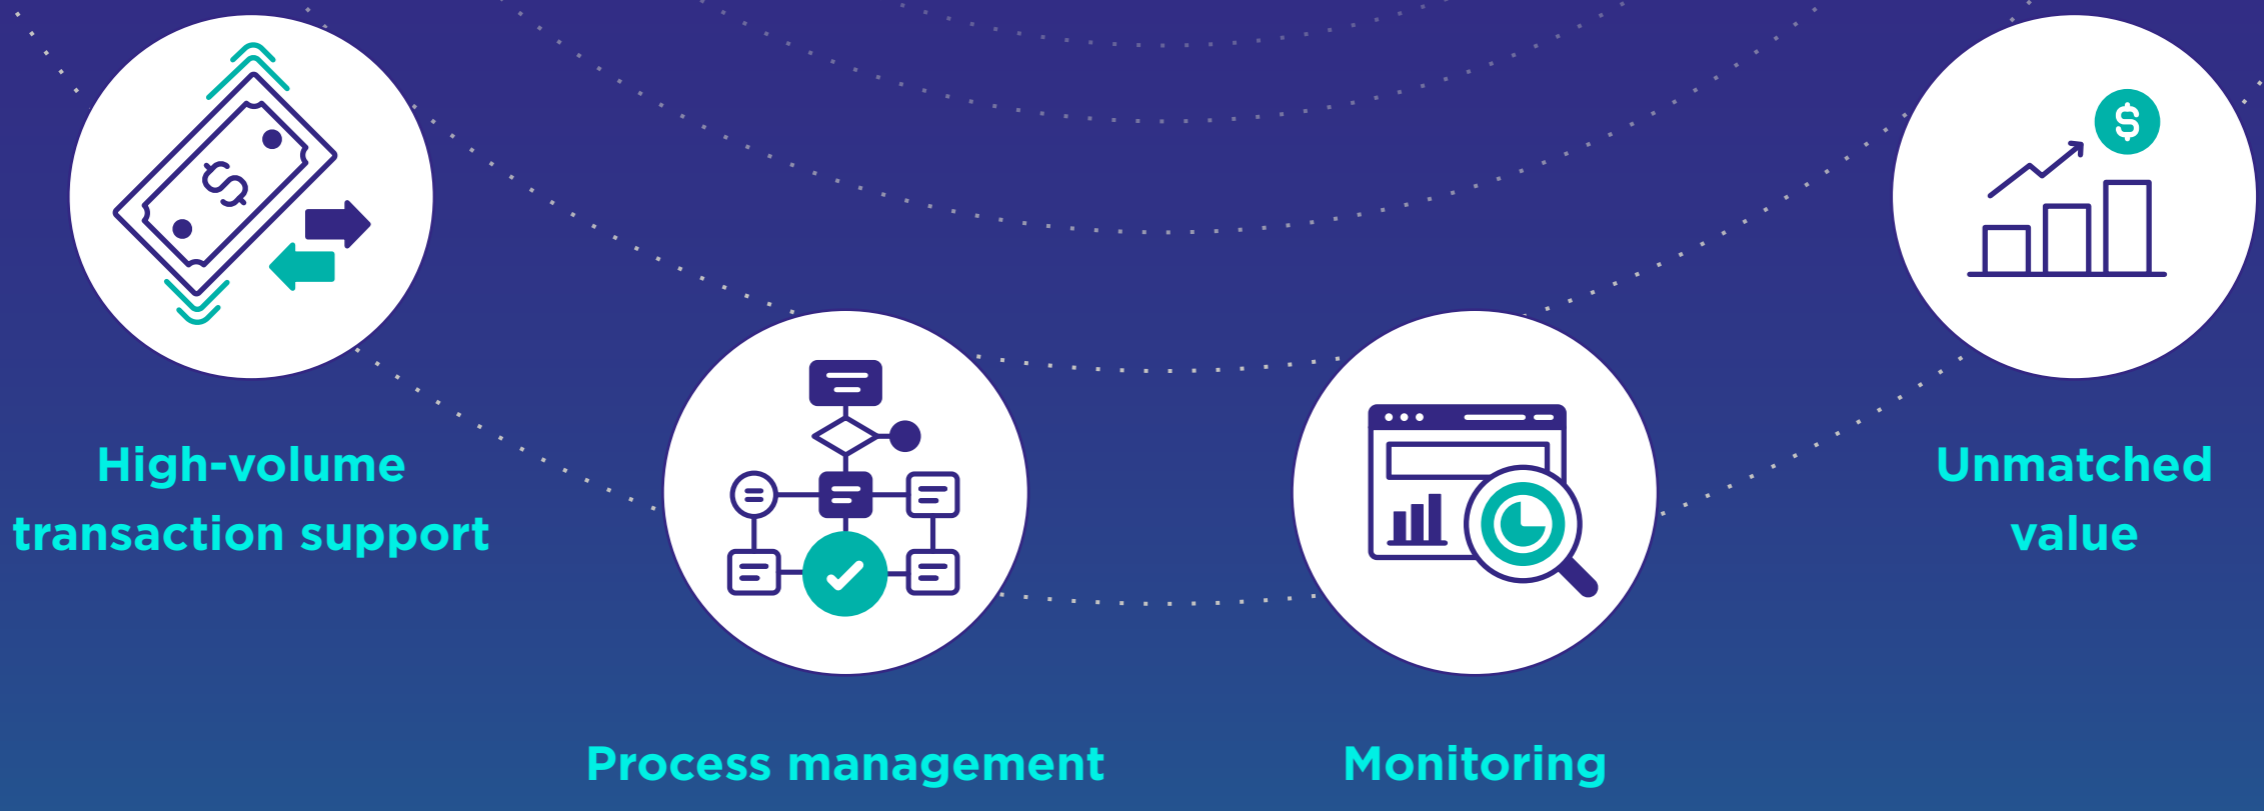 High-volume
transaction support
Process management
Monitoring
Unmatched
value
$
$